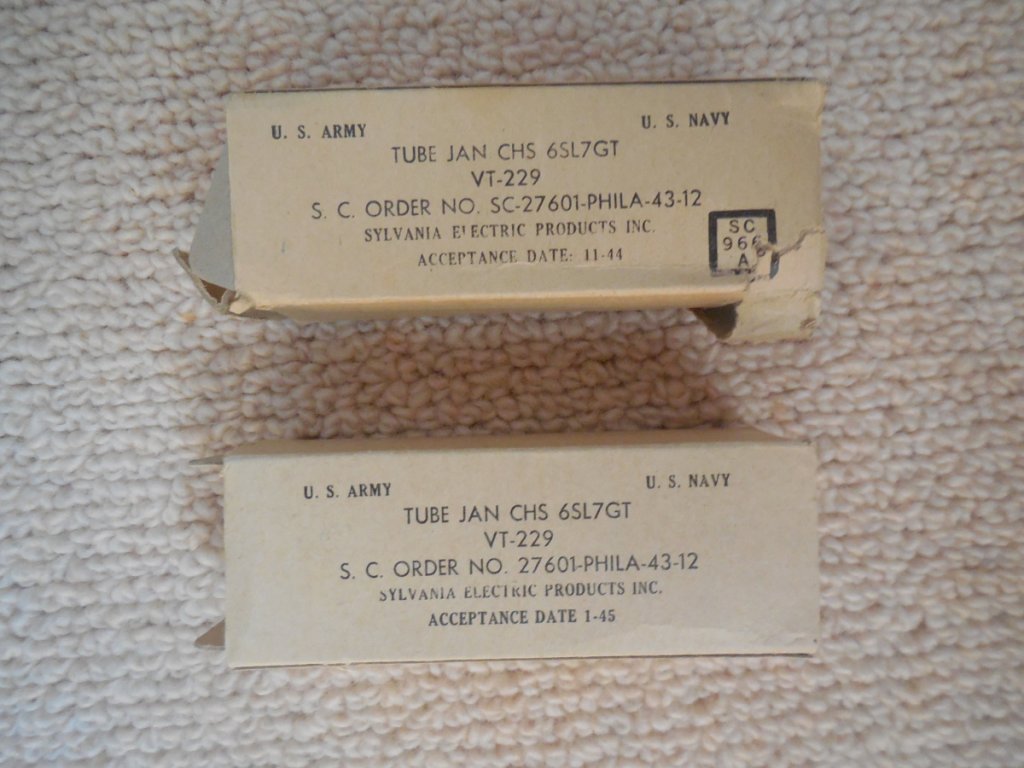 U. S. ARMY U. S. NAVY
TUBE JAN CHS 6SL7GT
VT-229
S. C. ORDER NO. SC-27601-PHILA-43-12
SYLVANIA ELECTRIC PRODUCTS INC.
ACCEPTANCE DATE: 11-44
SC
966
A
U. S. ARMY U. S. NAVY
TUBE JAN CHS 6SL7GT
VT-229
S. C. ORDER NO. 27601-PHILA-43-12
SYLVANIA ELECTRIC PRODUCTS INC.
ACCEPTANCE DATE 1-45